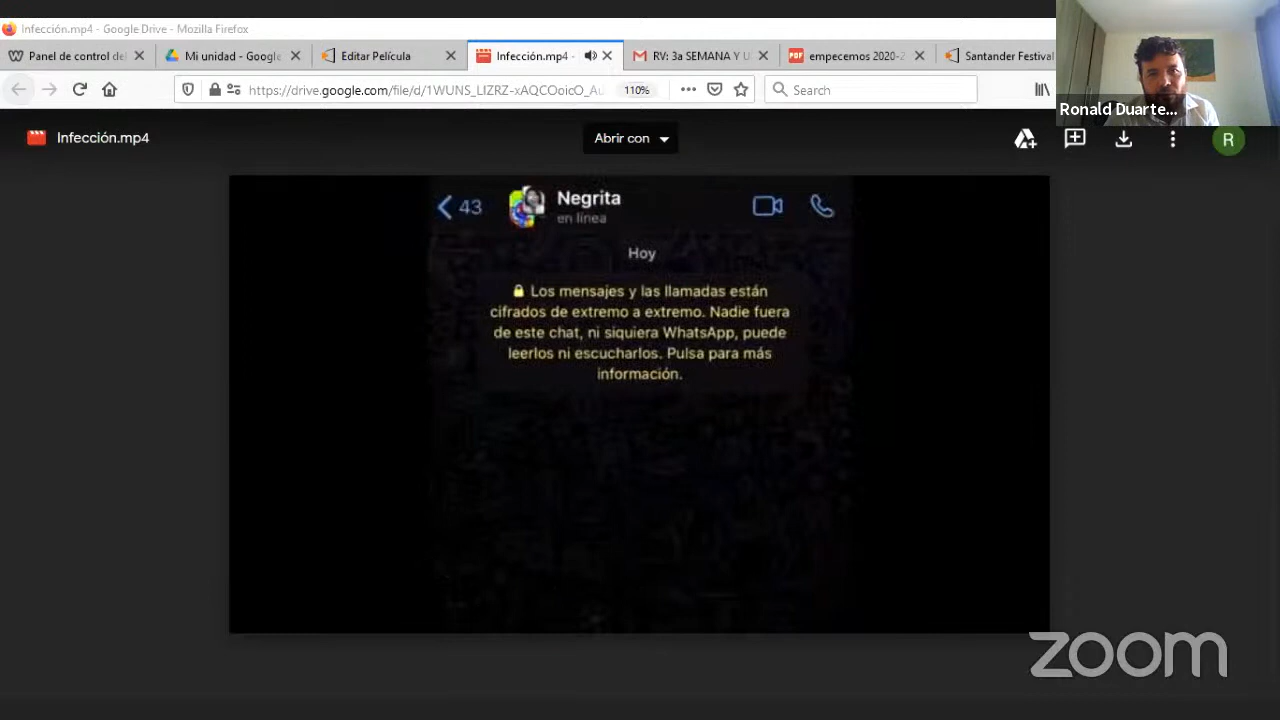 Infección.mp4 - Google Drive - Mozilla Firefox
Panel de control de
Mi unidad - Google
Editar Película
Infección.mp4 -
RV: 3a SEMANA Y U
PDF
empecemos 2020-2
Santander Festival
https://drive.google.com/file/d/1WUNS_LIZRZ-xAQCOoicO_Au
110%
Search
Ronald Duarte...
Infección.mp4
Abrir con
R
43
Negrita
en línea
Hoy
Los mensajes y las llamadas están
cifrados de extremo a extremo. Nadie fuera
de este chat, ni siquiera WhatsApp, puede
leerlos ni escucharlos. Pulsa para más
información.
zoom